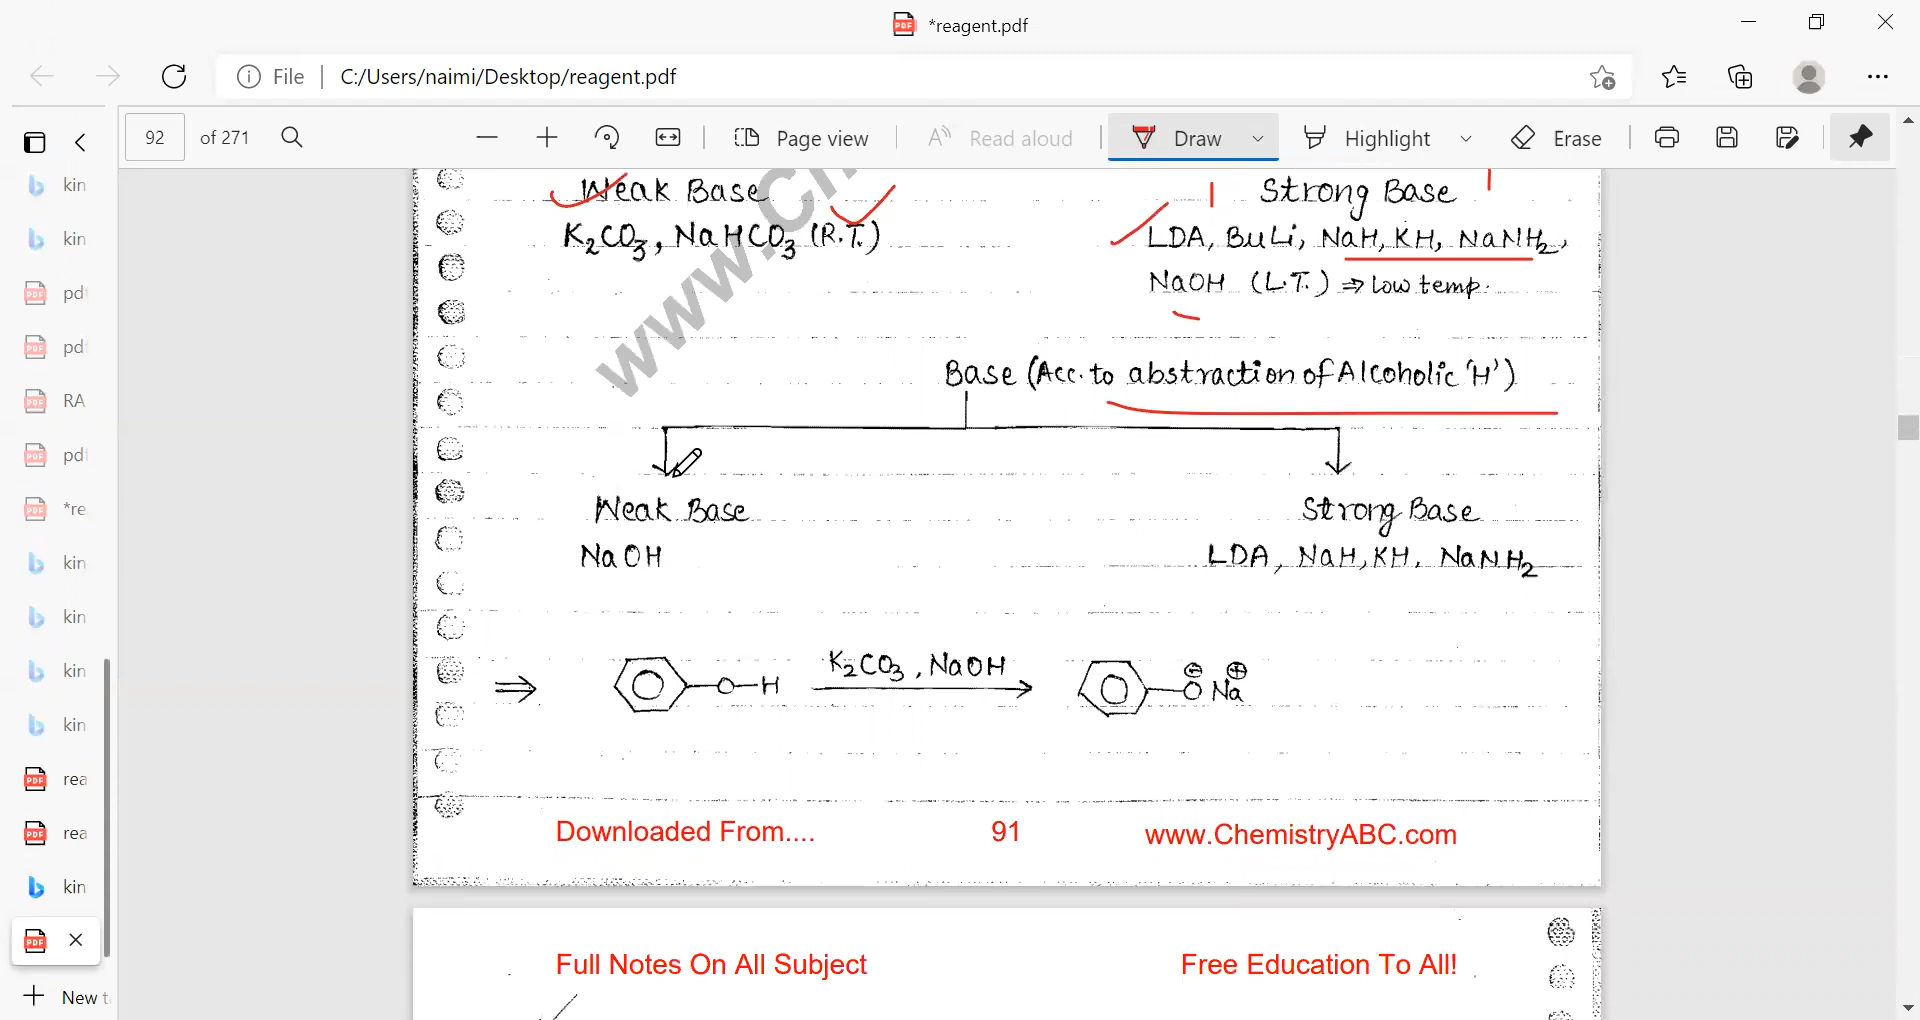 *reagent.pdf
File C:/Users/naimi/Desktop/reagent.pdf
92 of 271 Page view Read aloud Draw Highlight Erase
kin
kin
pdf
pd
RA
pdf
*re
kin
kin
kin
kin
rea
rea
kin
New t
Weak Base Strong Base
K₂CO₃, NaHCO₃ (R.T.) LDA, BuLi, NaH, KH, NaNH₂,
NaOH (L.T.) ⇒ Low temp.
www.
Base (Acc. to abstraction of Alcoholic 'H')
Weak Base Strong Base
NaOH LDA, NaH, KH, NaNH₂
⇒ O-H K₂CO₃, NaOH O⊖ Na⊕
Downloaded From.... 91 www.ChemistryABC.com
Full Notes On All Subject Free Education To All!